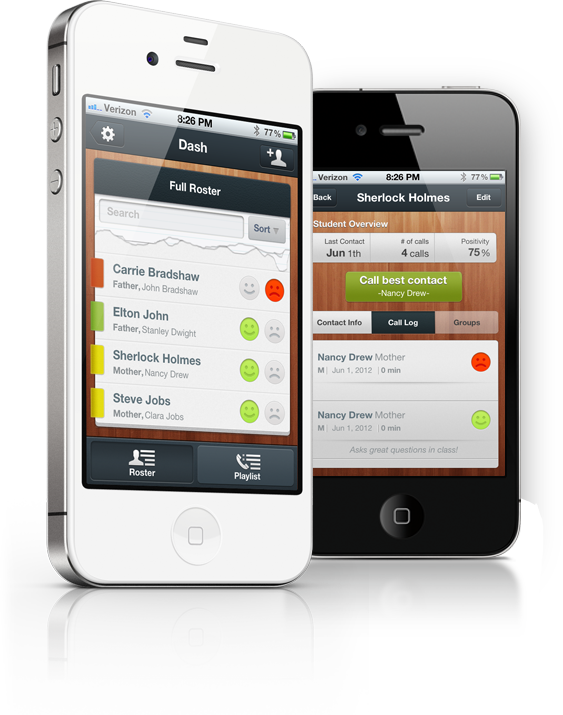 Verizon 8:26 PM 77%
Dash
Full Roster
Search
Sort
Carrie Bradshaw
Father, John Bradshaw
Elton John
Father, Stanley Dwight
Sherlock Holmes
Mother, Nancy Drew
Steve Jobs
Mother, Clara Jobs
Roster
Playlist
Verizon 8:26 PM 77%
Back
Sherlock Holmes
Edit
Student Overview
Last Contact
# of calls
Positivity
Jun 1th
4 calls
75%
Call best contact
-Nancy Drew-
Contact Info
Call Log
Groups
Nancy Drew Mother
M | Jun 1, 2012 | 0 min
Nancy Drew Mother
M | Jun 1, 2012 | 0 min
Asks great questions in class!